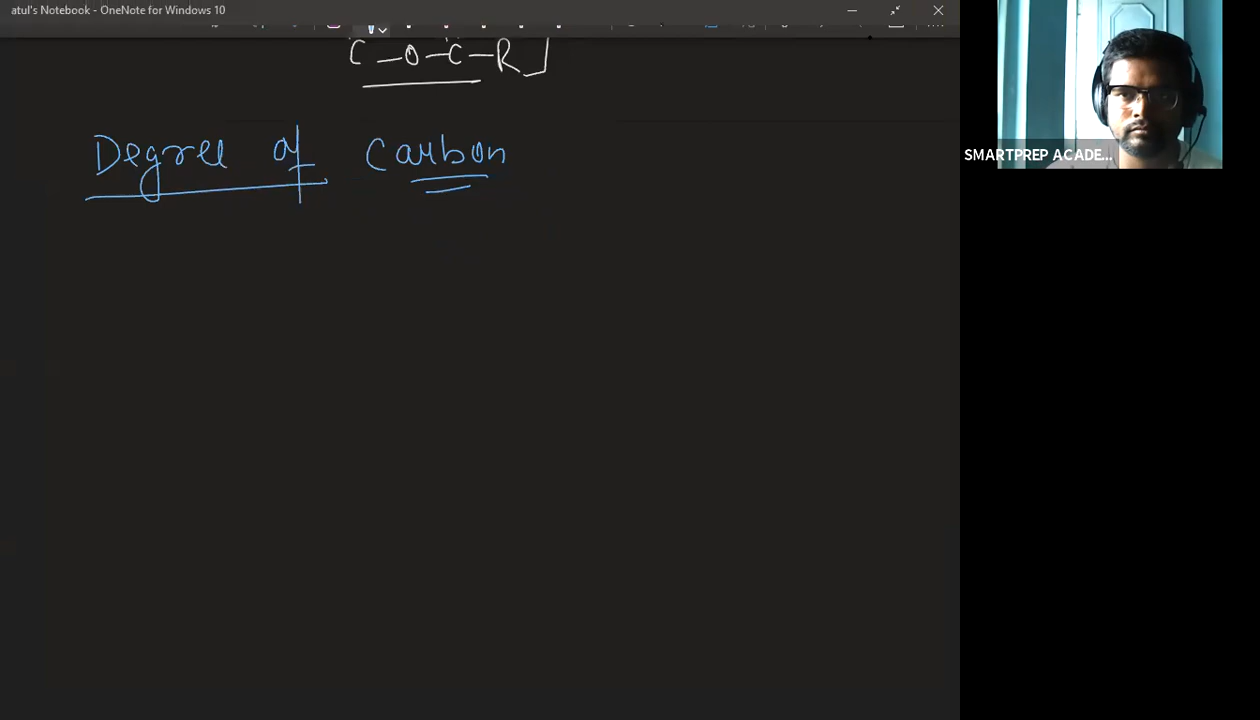 atul's Notebook - OneNote for Windows 10
C-O-C-R]
Degree of Carbon
SMARTPREP ACADE...